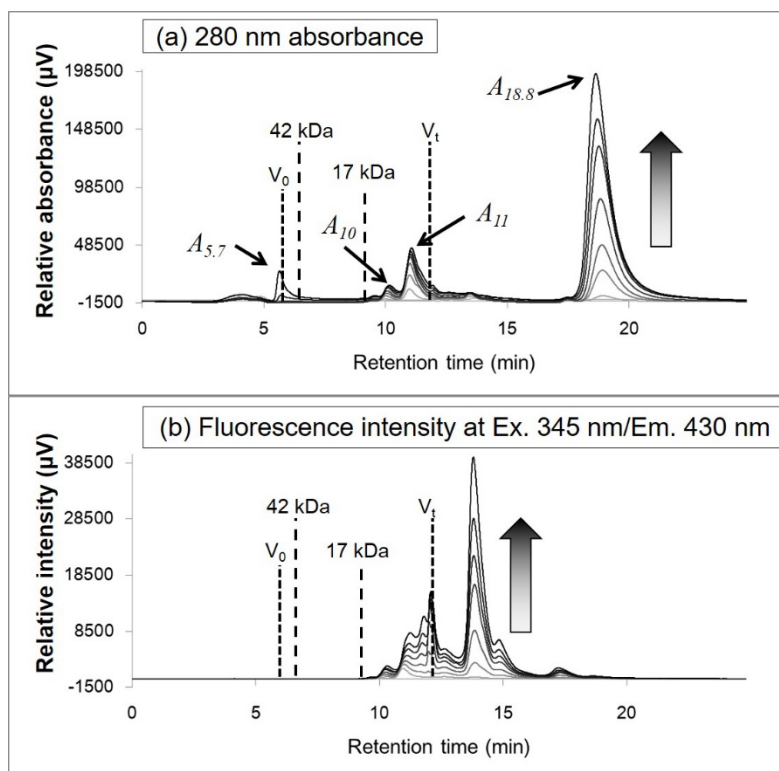 (a) 280 nm absorbance
Relative absorbance (µV)
198500
148500
98500
48500
-1500
A5.7
V0
42 kDa
17 kDa
A10
A11
Vt
A18.8
0
5
10
15
20
Retention time (min)
(b) Fluorescence intensity at Ex. 345 nm/Em. 430 nm
Relative intensity (µV)
38500
28500
18500
8500
-1500
V0
42 kDa
17 kDa
Vt
0
5
10
15
20
Retention time (min)